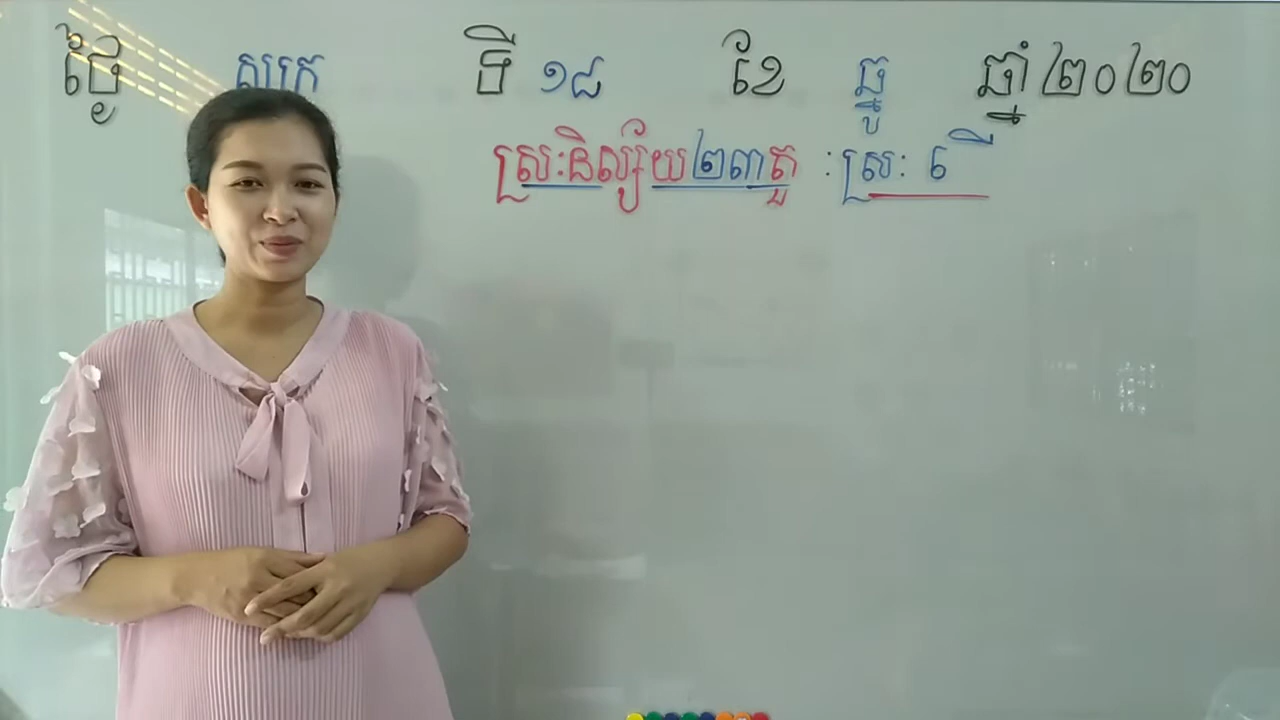 ថ្ងៃ សុក្រ ទី ១៨ ខែ ធ្នូ ឆ្នាំ ២០២០
ស្រៈនិស្ស័យ២ពាក្យ : ស្រៈ ើ